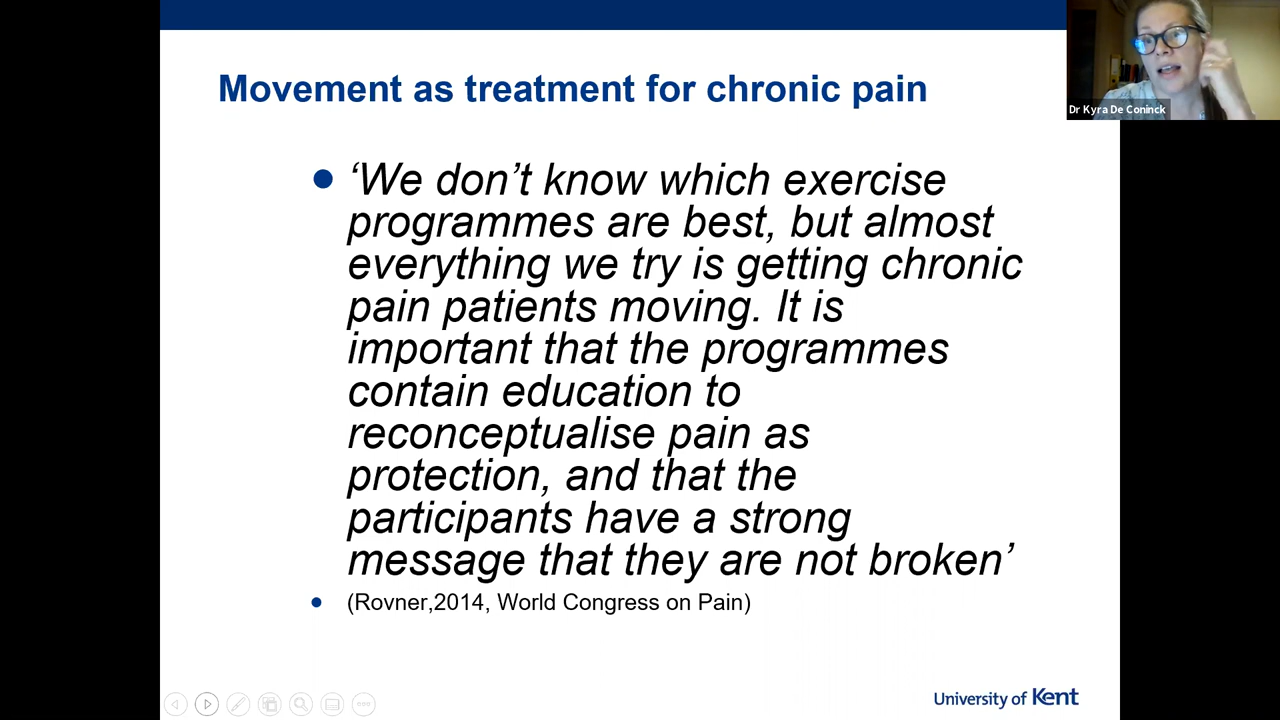 Movement as treatment for chronic pain
Dr Kyra De Coninck
• ‘We don’t know which exercise
programmes are best, but almost
everything we try is getting chronic
pain patients moving. It is
important that the programmes
contain education to
reconceptualise pain as
protection, and that the
participants have a strong
message that they are not broken’
• (Rovner,2014, World Congress on Pain)
University of Kent